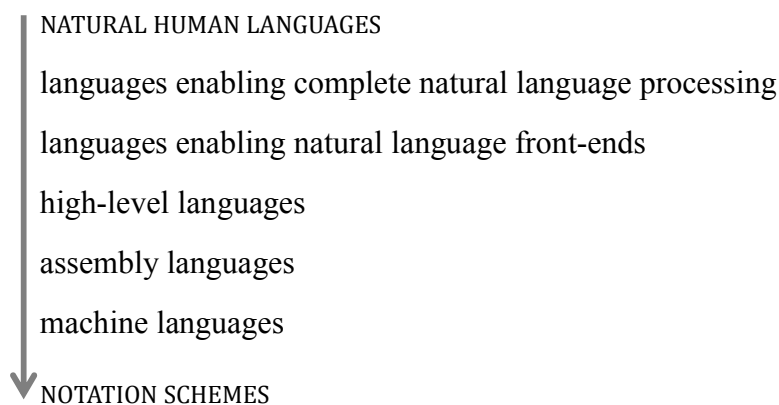 NATURAL HUMAN LANGUAGES
languages enabling complete natural language processing
languages enabling natural language front-ends
high-level languages
assembly languages
machine languages
NOTATION SCHEMES